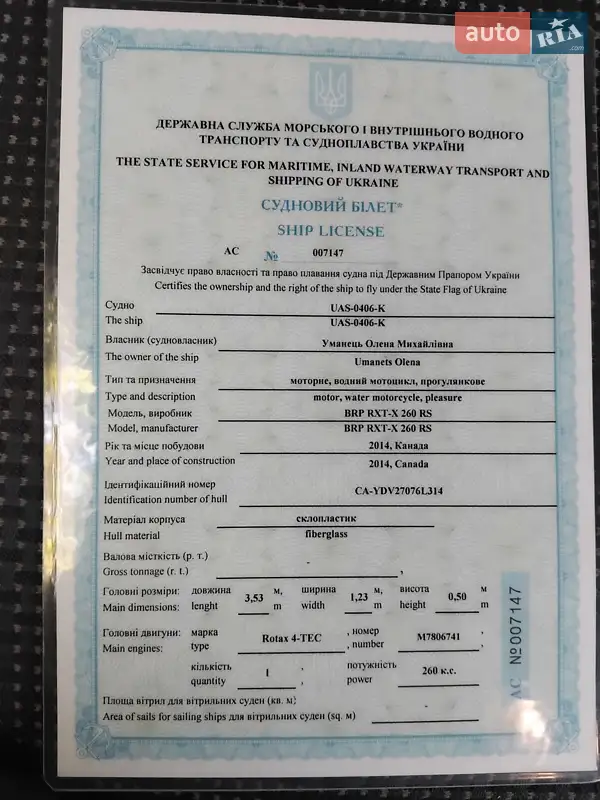 auto RIA.com
ДЕРЖАВНА СЛУЖБА МОРСЬКОГО І ВНУТРІШНЬОГО ВОДНОГО
ТРАНСПОРТУ ТА СУДНОПЛАВСТВА УКРАЇНИ
THE STATE SERVICE FOR MARITIME, INLAND WATERWAY TRANSPORT AND
SHIPPING OF UKRAINE
СУДНОВИЙ БІЛЕТ*
SHIP LICENSE
АС № 007147
Засвідчує право власності та право плавання судна під Державним Прапором України
Certifies the ownership and the right of the ship to fly under the State Flag of Ukraine
Судно UAS-0406-K
The ship UAS-0406-K
Власник (судновласник) Уманець Олена Михайлівна
The owner of the ship Umanets Olena
Тип та призначення моторне, водний мотоцикл, прогулянкове
Type and description motor, water motorcycle, pleasure
Модель, виробник BRP RXT-X 260 RS
Model, manufacturer BRP RXT-X 260 RS
Рік та місце побудови 2014, Канада
Year and place of construction 2014, Canada
Ідентифікаційний номер
Identification number of hull CA-YDV27076L314
Матеріал корпуса склопластик
Hull material fiberglass
Валова місткість (р. т.) -
Gross tonnage (r. t.) ,
Головні розміри: довжина 3,53 м, ширина 1,23 м, висота 0,50 м
Main dimensions: lenght m width m height m
Головні двигуни: марка Rotax 4-TEC , номер M7806741
Main engines: type , number ,
кількість 1 потужність 260 к.с.
quantity , power
Площа вітрил для вітрильних суден (кв. м) -
Area of sails for sailing ships для вітрильних суден (sq. m)
АС №007147